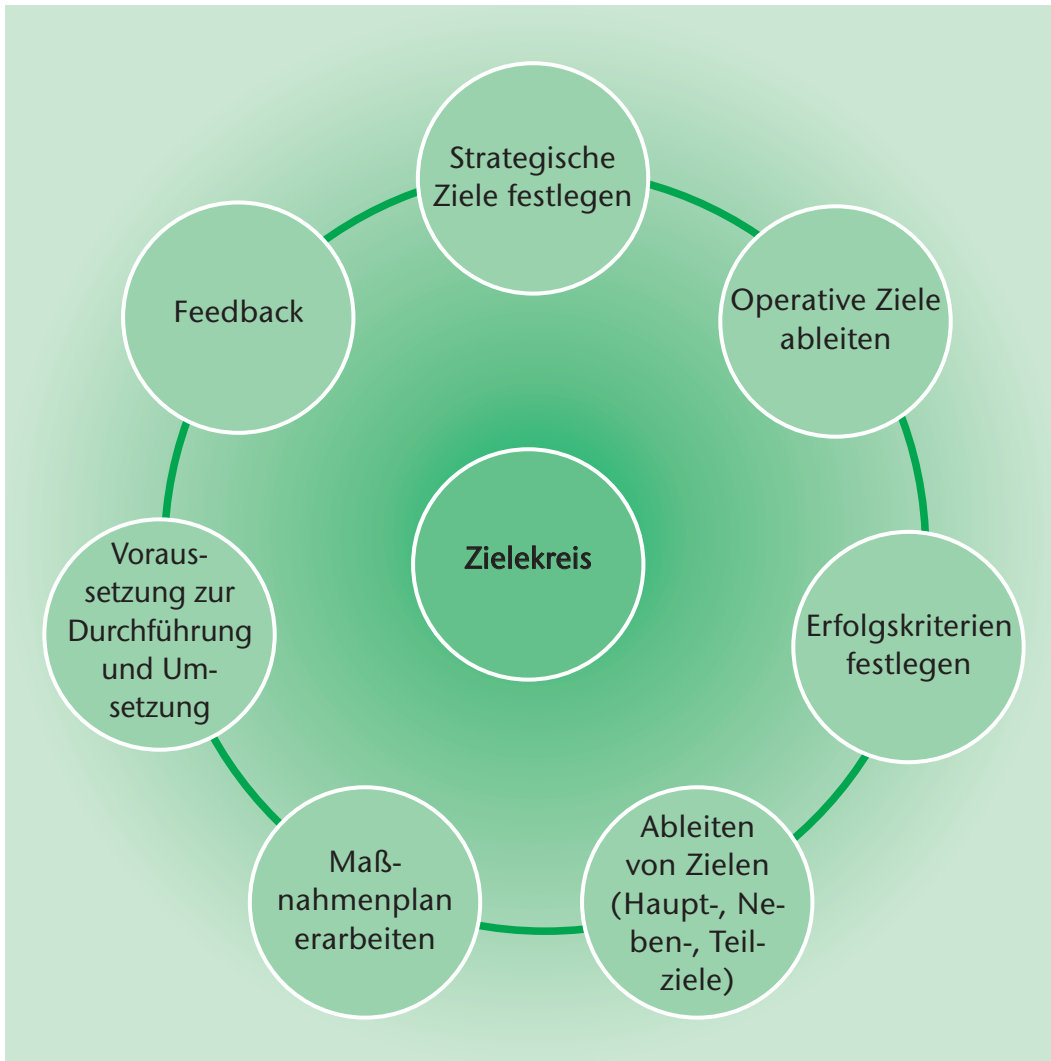 Strategische
Ziele festlegen
Operative Ziele
ableiten
Erfolgskriterien
festlegen
Ableiten
von Zielen
(Haupt-, Ne-
ben-, Teil-
ziele)
Maß-
nahmenplan
erarbeiten
Voraus-
setzung zur
Durchführung
und Um-
setzung
Feedback
Zielekreis